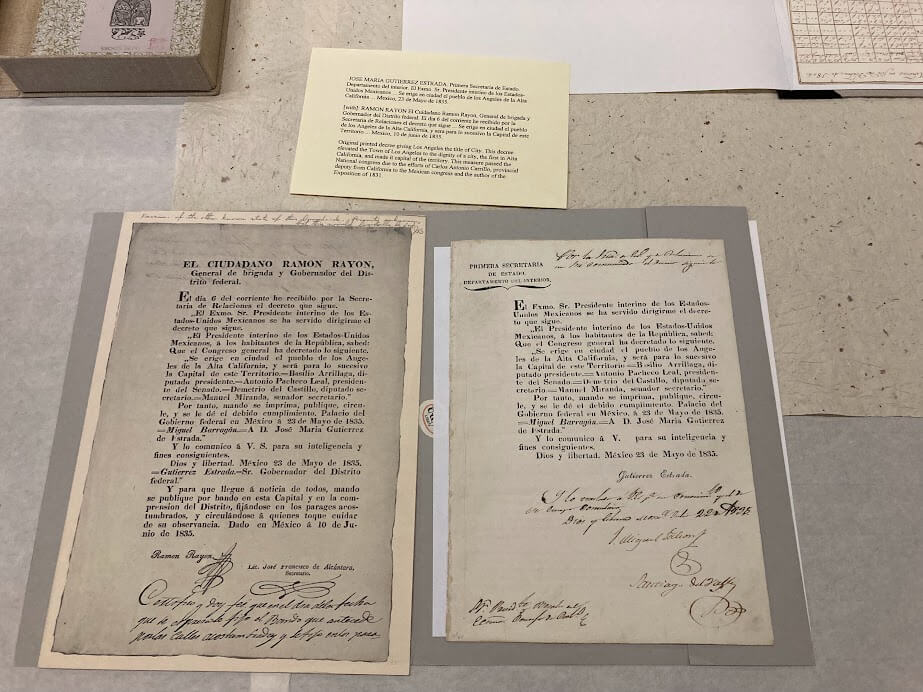 JOSE MARIA GUTIERREZ ESTRADA. Primera Secretaria de Estado.
Departamento del interior. El Exmo. Sr. Presidente interino de los Estados-
Unidos Mexicanos ... Se erige en ciudad el pueblo de los Angeles de la Alta
California ... Mexico, 23 de Mayo de 1835.
[with]: RAMON RAYON El Cuidadano Ramon Rayon, General de brigada y
Gobernador del Distrito federal. El dia 6 del corriente he recibido por la
Secretaria de Relaciones el decreto que sigue ... Se erige en ciudad el pueblo
de los Angeles de la Alta California, y sera para lo sucesivo la Capital de este
Territorio ... Mexico, 10 de junio de 1835.
Original printed decree giving Los Angeles the title of City. This decree
elevated the Town of Los Angeles to the dignity of a city, the first in Alta
California, and made it capital of the territory. This measure passed the
National congress due to the efforts of Carlos Antonio Carrillo, provincial
deputy from California to the Mexican congress and the author of the
Exposition of 1831.
EL CIUDADANO RAMON RAYON,
General de brigada y Gobernador del Dis-
trito federal.
El dia 6 del corriente he recibido por la Secre-
taría de Relaciones el decreto que sigue.
„El Exmo. Sr. Presidente interino de los Es-
tados-Unidos Mexicanos se ha servido dirigirme el
decreto que sigue.
„El Presidente interino de los Estados-Unidos
Mexicanos, á los habitantes de la República, sabed:
Que el Congreso general ha decretado lo siguiente.
„Se erige en ciudad el pueblo de los Ange-
les de la Alta California, y será para lo sucesivo
la Capital de este Territorio=Basilio Arrillaga, di-
putado presidente.=Antonio Pacheco Leal, presiden-
te del Senado.=Demetrio del Castillo, diputado se-
cretario.=Manuel Miranda, senador secretario."
Por tanto, mando se imprima, publique, circu-
le, y se le dé el debido cumplimiento. Palacio del
Gobierno federal en México á 23 de Mayo de 1835.
=Miguel Barragán.=A D. José Maria Gutierrez
de Estrada."
Y lo comunico á V. S. para su inteligencia y
fines consiguientes.
Dios y libertad. México 23 de Mayo de 1835.
=Gutierrez Estrada.=Sr. Gobernador del Distrito
federal."
Y para que llegue á noticia de todos, mando
se publique por bando en esta Capital y en la com-
prension del Distrito, fijándose en los parages acos-
tumbrados, y circulándose á quienes toque cuidar
de su observancia. Dado en México á 10 de Ju-
nio de 1835.
Ramon Rayon
Lic. José Francisco de Alcántara,
Secretario.
PRIMERA SECRETARIA
DE ESTADO.
DEPARTAMENTO DEL INTERIOR.
El Exmo. Sr. Presidente interino de los Estados-
Unidos Mexicanos se ha servido dirigirme el decre-
to que sigue.
„El Presidente interino de los Estados-Unidos
Mexicanos, á los habitantes de la República, sabed:
Que el Congreso general ha decretado lo siguiente.
„Se erige en ciudad el pueblo de los Ange-
les de la Alta California, y será para lo sucesivo
la Capital de este Territorio=Basilio Arrillaga, di-
putado presidente.=Antonio Pacheco Leal, presiden-
te del Senado.=Demetrio del Castillo, diputado se-
cretario.=Manuel Miranda, senador secretario."
Por tanto, mando se imprima, publique, circu-
le, y se le dé el debido cumplimiento. Palacio del
Gobierno federal en México, á 23 de Mayo de 1835.
=Miguel Barragán.=A D. José Maria Gutierrez
de Estrada."
Y lo comunico á V. para su inteligencia y
fines consiguientes.
Dios y libertad. México 23 de Mayo de 1835.
Gutierrez Estrada.